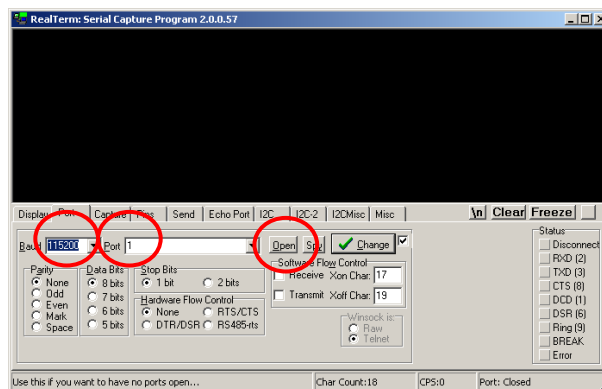 RealTerm: Serial Capture Program 2.0.0.57
Display Port Capture Pins Send Echo Port I2C I2C-2 I2CMisc Misc \n Clear Freeze
Baud 115200 Port 1 Open Spy Change
Parity
None
Odd
Even
Mark
Space
Data Bits
8 bits
7 bits
6 bits
5 bits
Stop Bits
1 bit 2 bits
Hardware Flow Control
None RTS/CTS
DTR/DSR RS485-rts
Software Flow Control
Receive Xon Char: 17
Transmit Xoff Char: 19
Winsock is:
Raw
Telnet
Status
Disconnect
RXD (2)
TXD (3)
CTS (8)
DCD (1)
DSR (6)
Ring (9)
BREAK
Error
Use this if you want to have no ports open... Char Count:18 CPS:0 Port: Closed